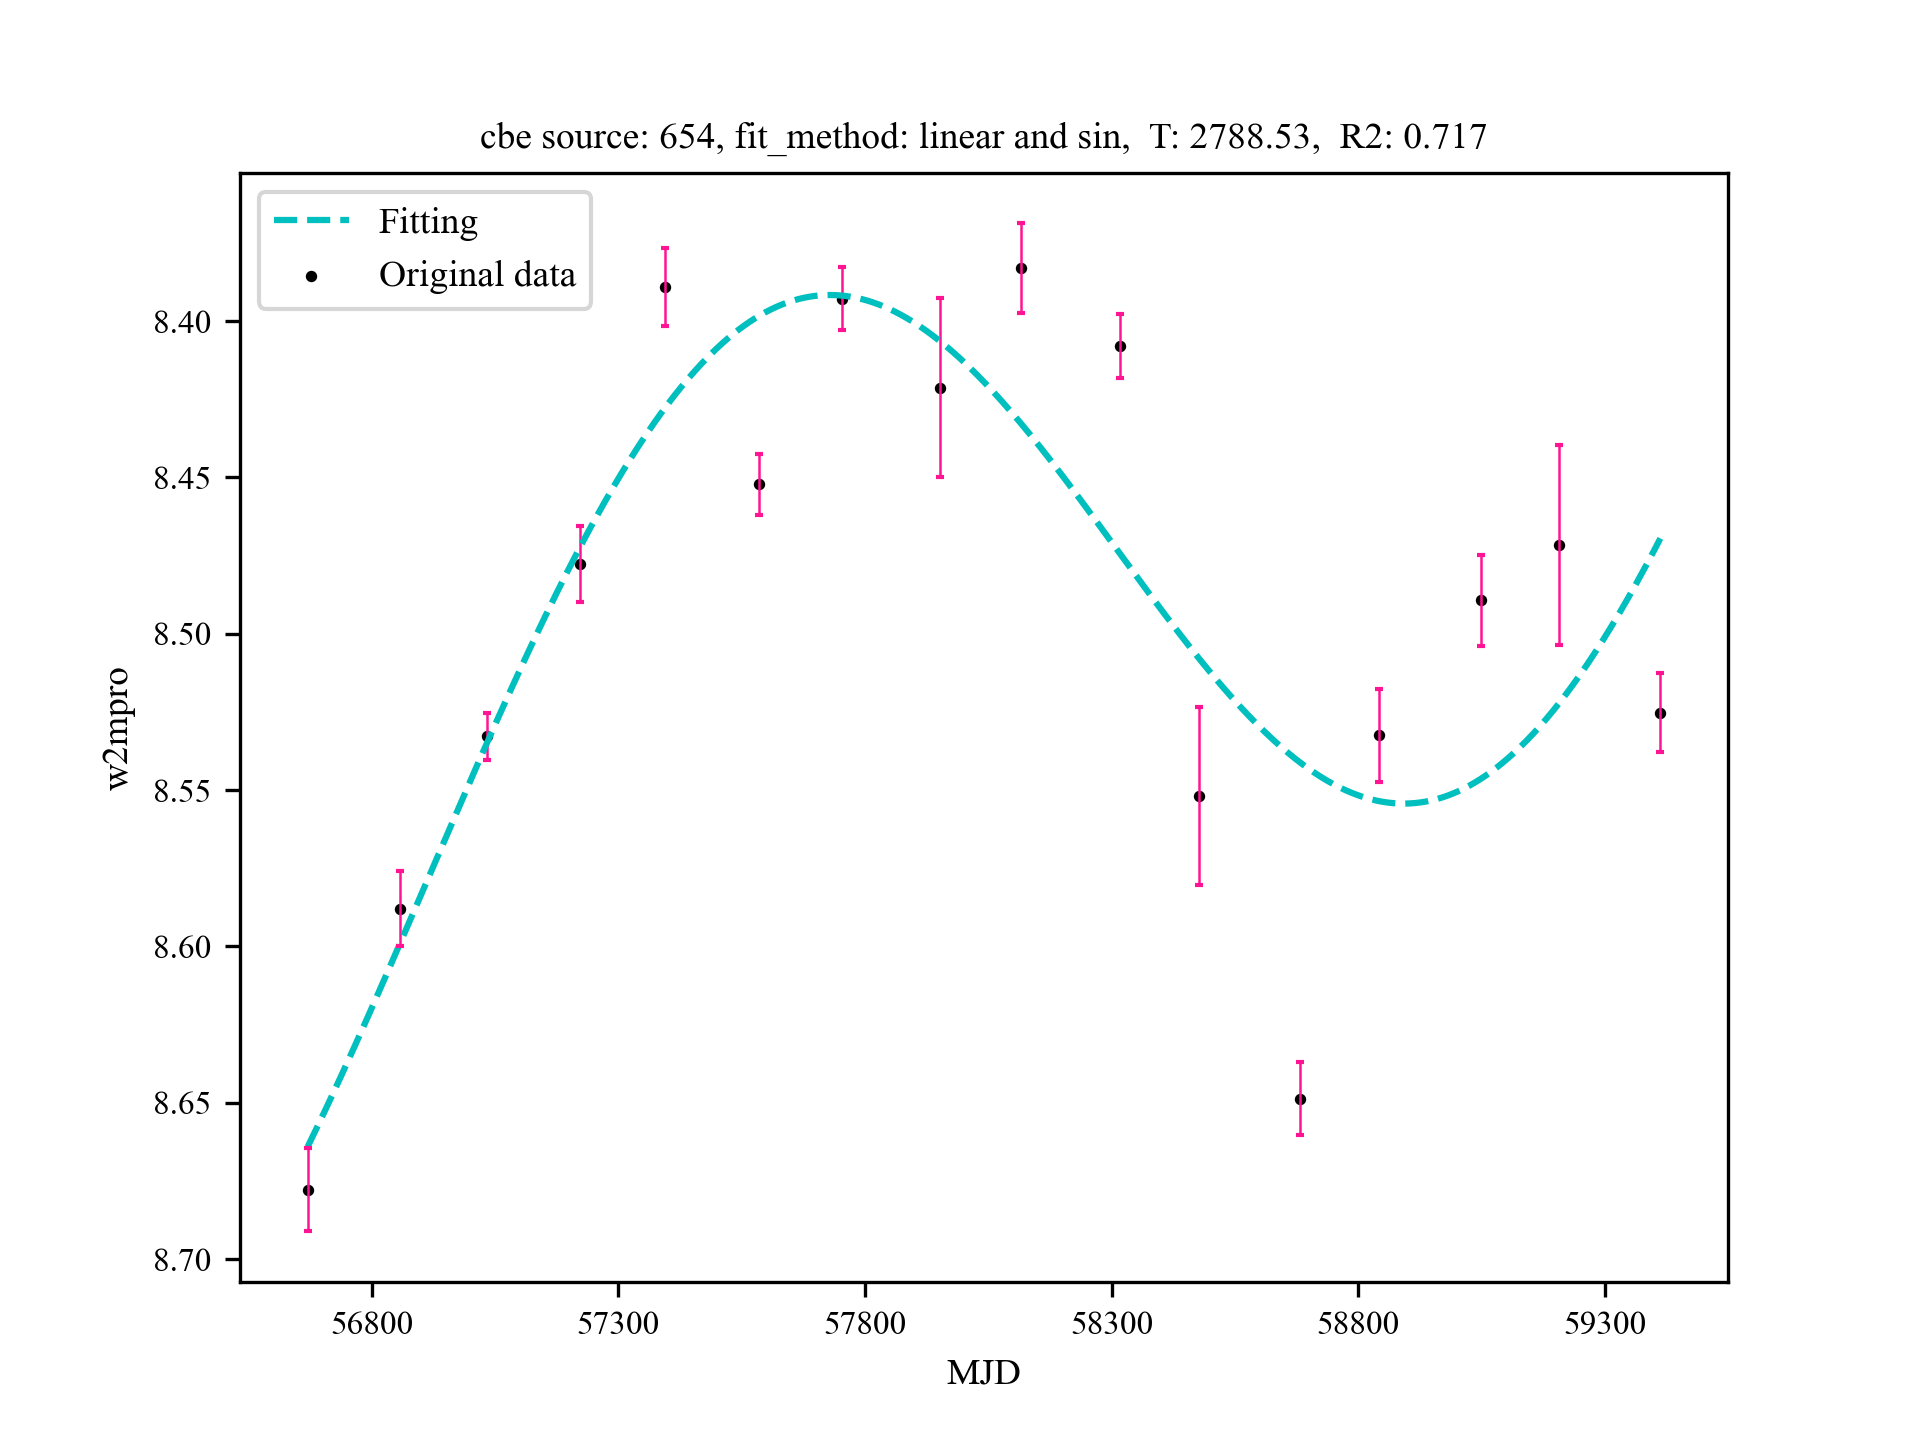 cbe source: 654, fit_method: linear and sin,  T: 2788.53,  R2: 0.717
Fitting
Original data
8.40
8.45
8.50
8.55
8.60
8.65
8.70
w2mpro
56800 57300 57800 58300 58800 59300
MJD